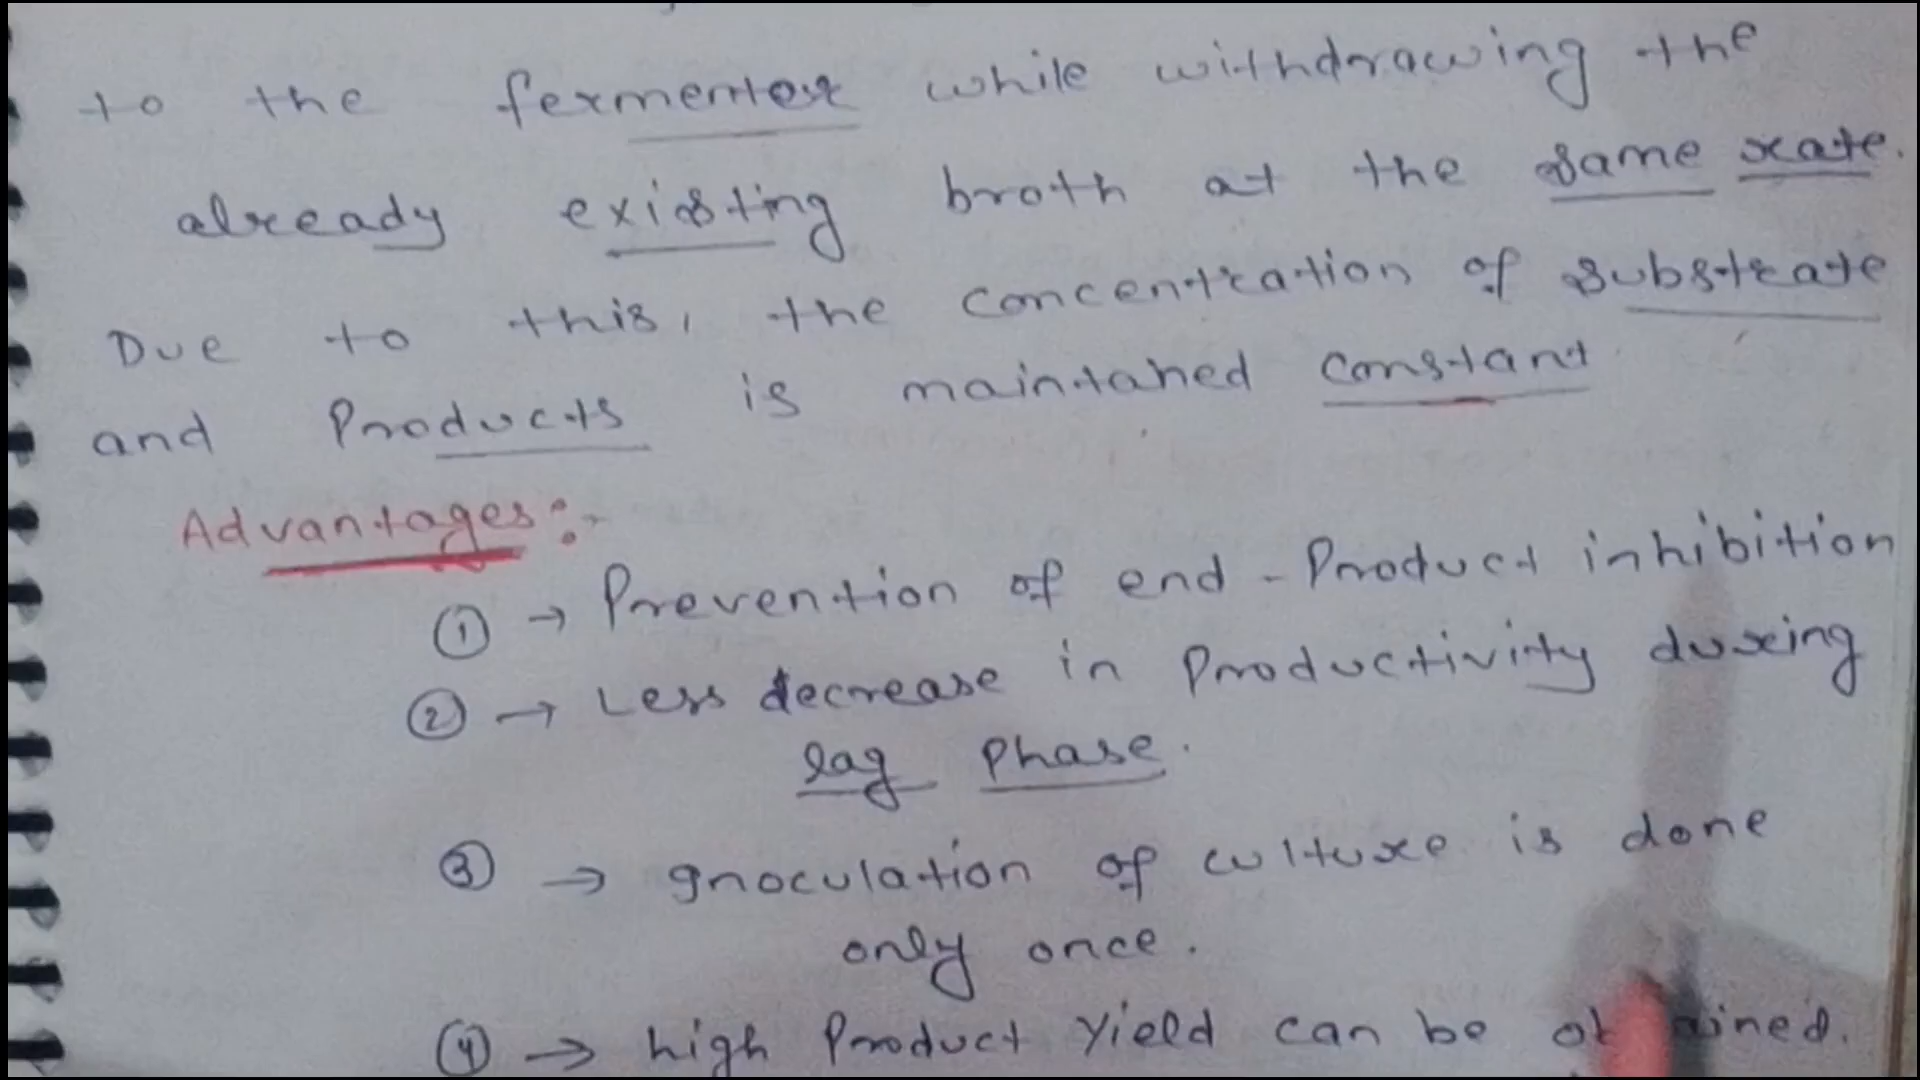 to the fermentor while withdrawing the
already existing broth at the same rate.
Due to this, the concentration of substrate
and Products is maintained constant
Advantages:-
① → Prevention of end - Product inhibition
② → Less decrease in Productivity during
lag Phase.
③ → Inoculation of culture is done
only once.
④ → high Product Yield can be